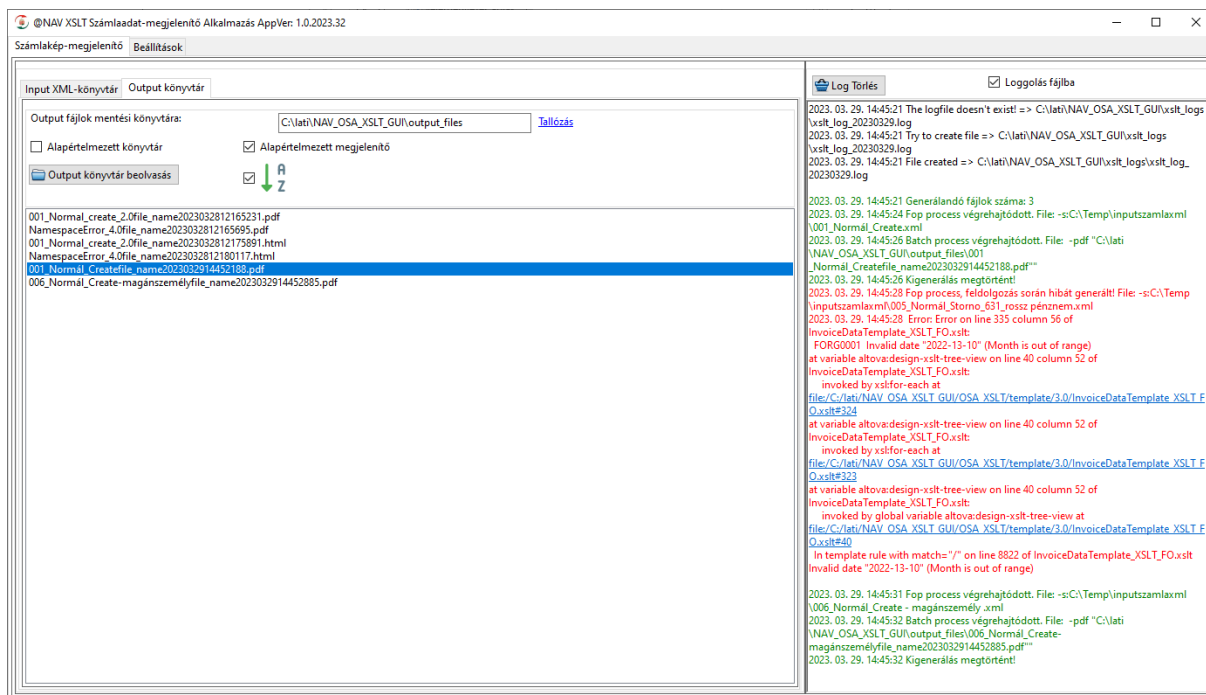 @NAV XSLT Számlaadat-megjelenítő Alkalmazás AppVer: 1.0.2023.32
Számlakép-megjelenítő Beállítások
Input XML-könyvtár Output könyvtár
Output fájlok mentési könyvtára: C:\lati\NAV_OSA_XSLT_GUI\output_files Tallózás
Alapértelmezett könyvtár Alapértelmezett megjelenítő
Output könyvtár beolvasás A Z
001_Normal_create_2.0file_name2023032812165231.pdf
NamespaceError_4.0file_name2023032812165695.pdf
001_Normal_create_2.0file_name2023032812175891.html
NamespaceError_4.0file_name2023032812180117.html
001_Normál_Createfile_name2023032914452188.pdf
006_Normál_Create-magánszemélyfile_name2023032914452885.pdf
Log Törlés Loggolás fájlba
2023. 03. 29. 14:45:21 The logfile doesn't exist! => C:\lati\NAV_OSA_XSLT_GUI\xslt_logs
\xslt_log_20230329.log
2023. 03. 29. 14:45:21 Try to create file => C:\lati\NAV_OSA_XSLT_GUI\xslt_logs
\xslt_log_20230329.log
2023. 03. 29. 14:45:21 File created => C:\lati\NAV_OSA_XSLT_GUI\xslt_logs\xslt_log_
20230329.log
2023. 03. 29. 14:45:21 Generálandó fájlok száma: 3
2023. 03. 29. 14:45:24 Fop process végrehajtódott. File: -s:C:\Temp\inputszamlaxml
\001_Normál_Create.xml
2023. 03. 29. 14:45:26 Batch process végrehajtódott. File:  -pdf "C:\lati
\NAV_OSA_XSLT_GUI\output_files\001
_Normál_Createfile_name2023032914452188.pdf""
2023. 03. 29. 14:45:26 Kigenerálás megtörtént!
2023. 03. 29. 14:45:28 Fop process, feldolgozás során hibát generált! File: -s:C:\Temp
\inputszamlaxml\005_Normál_Storno_631_rossz pénznem.xml
2023. 03. 29. 14:45:28  Error: Error on line 335 column 56 of
InvoiceDataTemplate_XSLT_FO.xslt:
FORG0001  Invalid date "2022-13-10" (Month is out of range)
at variable altova:design-xslt-tree-view on line 40 column 52 of
InvoiceDataTemplate_XSLT_FO.xslt:
invoked by xsl:for-each at
file:/C:/lati/NAV_OSA_XSLT_GUI/OSA_XSLT/template/3.0/InvoiceDataTemplate_XSLT_F
O.xslt#324
at variable altova:design-xslt-tree-view on line 40 column 52 of
InvoiceDataTemplate_XSLT_FO.xslt:
invoked by xsl:for-each at
file:/C:/lati/NAV_OSA_XSLT_GUI/OSA_XSLT/template/3.0/InvoiceDataTemplate_XSLT_F
O.xslt#323
at variable altova:design-xslt-tree-view on line 40 column 52 of
InvoiceDataTemplate_XSLT_FO.xslt:
invoked by global variable altova:design-xslt-tree-view at
file:/C:/lati/NAV_OSA_XSLT_GUI/OSA_XSLT/template/3.0/InvoiceDataTemplate_XSLT_F
O.xslt#40
In template rule with match="/" on line 8822 of InvoiceDataTemplate_XSLT_FO.xslt
Invalid date "2022-13-10" (Month is out of range)
2023. 03. 29. 14:45:31 Fop process végrehajtódott. File: -s:C:\Temp\inputszamlaxml
\006_Normál_Create - magánszemély .xml
2023. 03. 29. 14:45:32 Batch process végrehajtódott. File:  -pdf "C:\lati
\NAV_OSA_XSLT_GUI\output_files\006_Normál_Create-
magánszemélyfile_name2023032914452885.pdf""
2023. 03. 29. 14:45:32 Kigenerálás megtörtént!